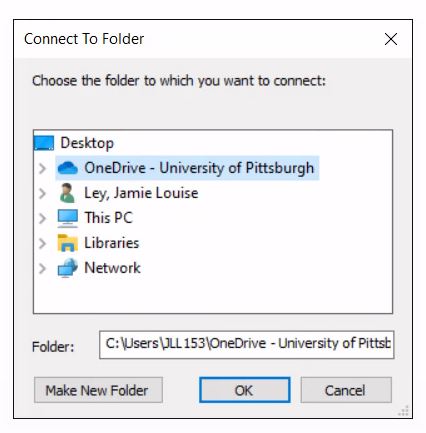 Connect To Folder
Choose the folder to which you want to connect:
Desktop
OneDrive - University of Pittsburgh
Ley, Jamie Louise
This PC
Libraries
Network
Folder: C:\Users\JLL153\OneDrive - University of Pittsb
Make New Folder OK Cancel